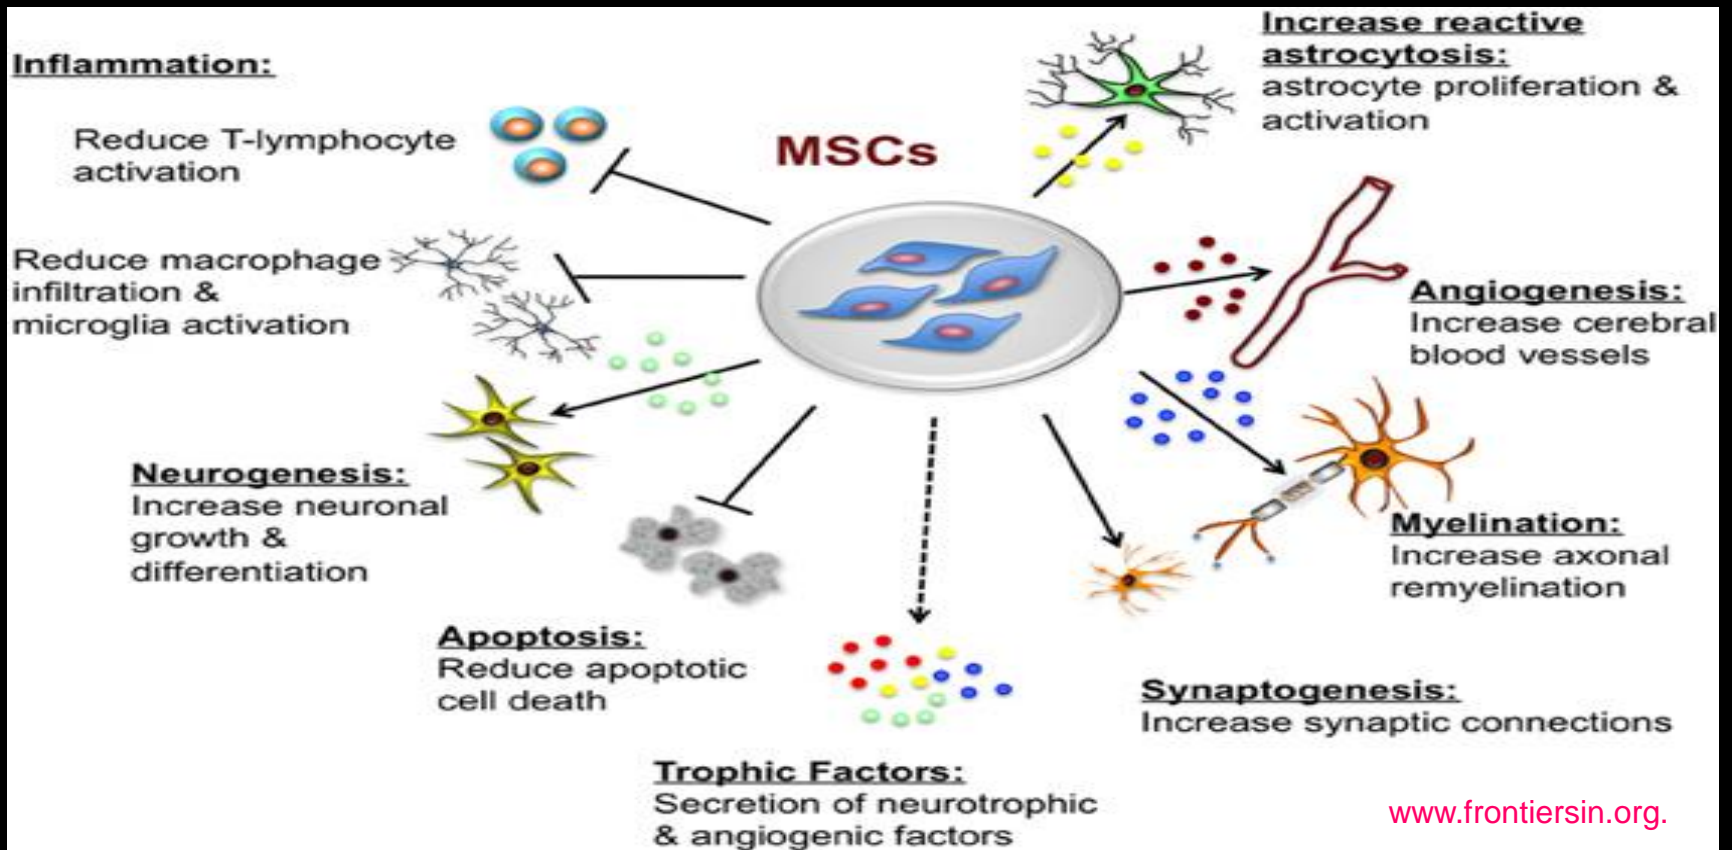 Inflammation:
Reduce T-lymphocyte
activation
Reduce macrophage
infiltration &
microglia activation
Neurogenesis:
Increase neuronal
growth &
differentiation
Apoptosis:
Reduce apoptotic
cell death
Trophic Factors:
Secretion of neurotrophic
& angiogenic factors
MSCs
Increase reactive
astrocytosis:
astrocyte proliferation &
activation
Angiogenesis:
Increase cerebral
blood vessels
Myelination:
Increase axonal
remyelination
Synaptogenesis:
Increase synaptic connections
www.frontiersin.org.